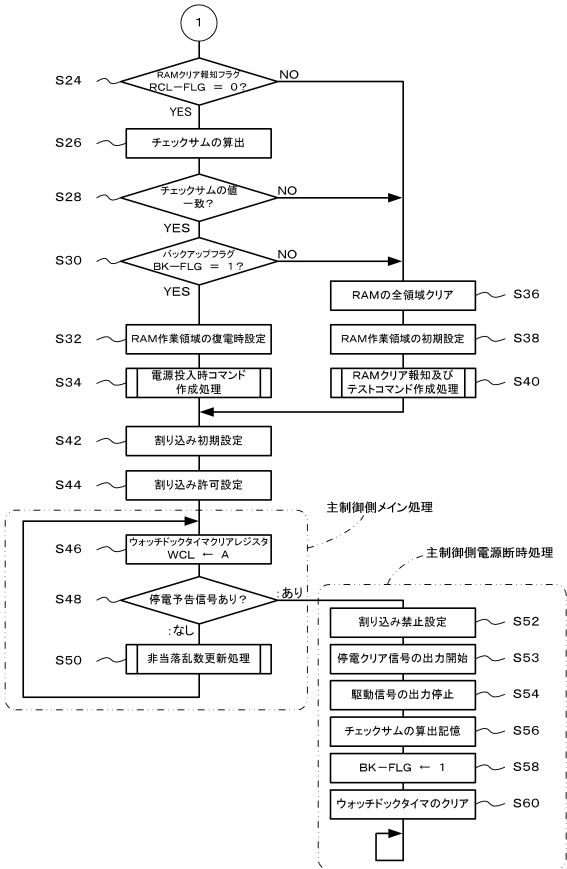 1
S24
RAMクリア報知フラグ
RCL-FLG = 0?
NO
YES
S26
チェックサムの算出
S28
チェックサムの値
一致?
NO
YES
S30
バックアップフラグ
BK-FLG = 1?
NO
YES
RAMの全領域クリア
S36
S32
RAM作業領域の復電時設定
RAM作業領域の初期設定
S38
S34
電源投入時コマンド
作成処理
RAMクリア報知及び
テストコマンド作成処理
S40
S42
割り込み初期設定
S44
割り込み許可設定
主制御側メイン処理
S46
ウォッチドックタイマクリアレジスタ
WCL ← A
主制御側電源断時処理
S48
停電予告信号あり?
:あり
:なし
S50
非当落乱数更新処理
割り込み禁止設定
S52
停電クリア信号の出力開始
S53
駆動信号の出力停止
S54
チェックサムの算出記憶
S56
BK-FLG ← 1
S58
ウォッチドックタイマのクリア
S60